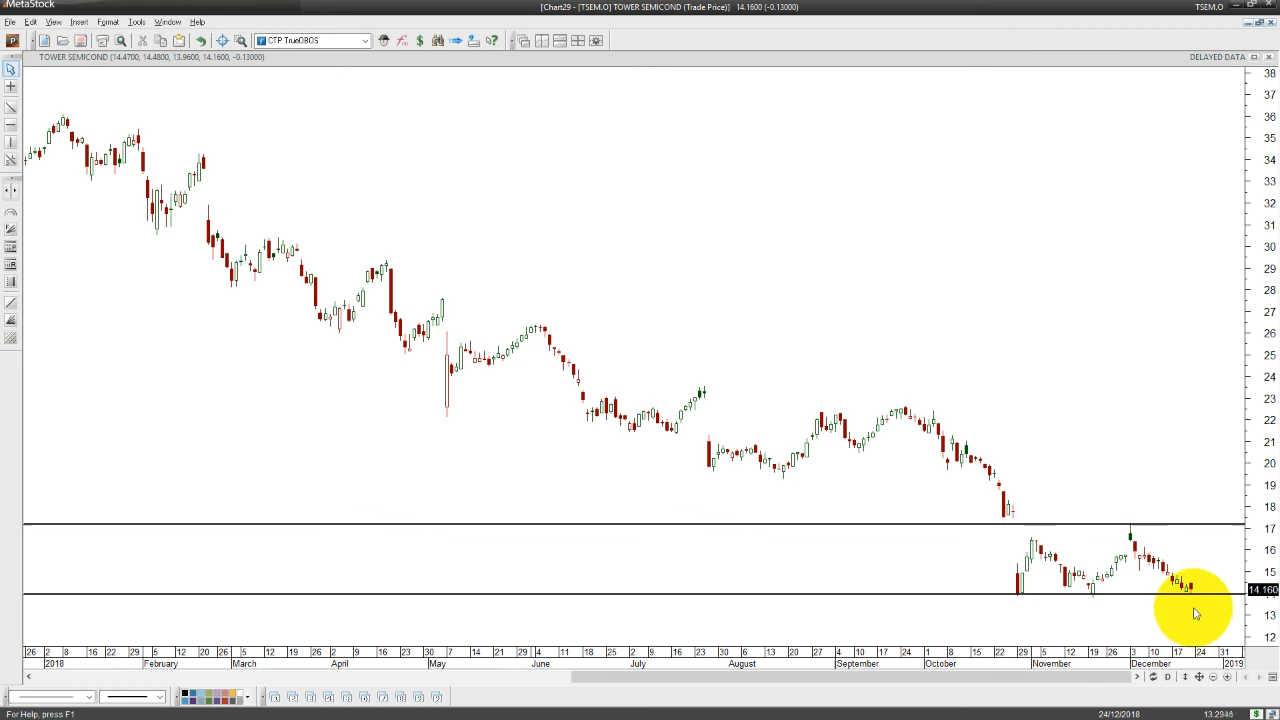 MetaStock
[Chart29 - [TSEM.O] TOWER SEMICOND (Trade Price)] 14.1600 (-0.13000)
TSEM.O
File Edit View Insert Format Tools Window Help
CTP TrueOBOS
TOWER SEMICOND (14.4700, 14.4800, 13.9600, 14.1600, -0.13000)
DELAYED DATA
38
37
36
35
34
33
32
31
30
29
28
27
26
25
24
23
22
21
20
19
18
17
16
15
14.160
13
12
26 2 8 16 22 29 5 12 20 26 5 12 19 26 2 9 16 23 30 7 14 21 29 4 11 18 25 2 9 16 23 30 6 13 20 27 4 10 17 24 1 8 15 22 29 5 12 19 26 3 10 17 24 31
2018 February March April May June July August September October November December 2019
For Help, press F1
24/12/2018
13.2946